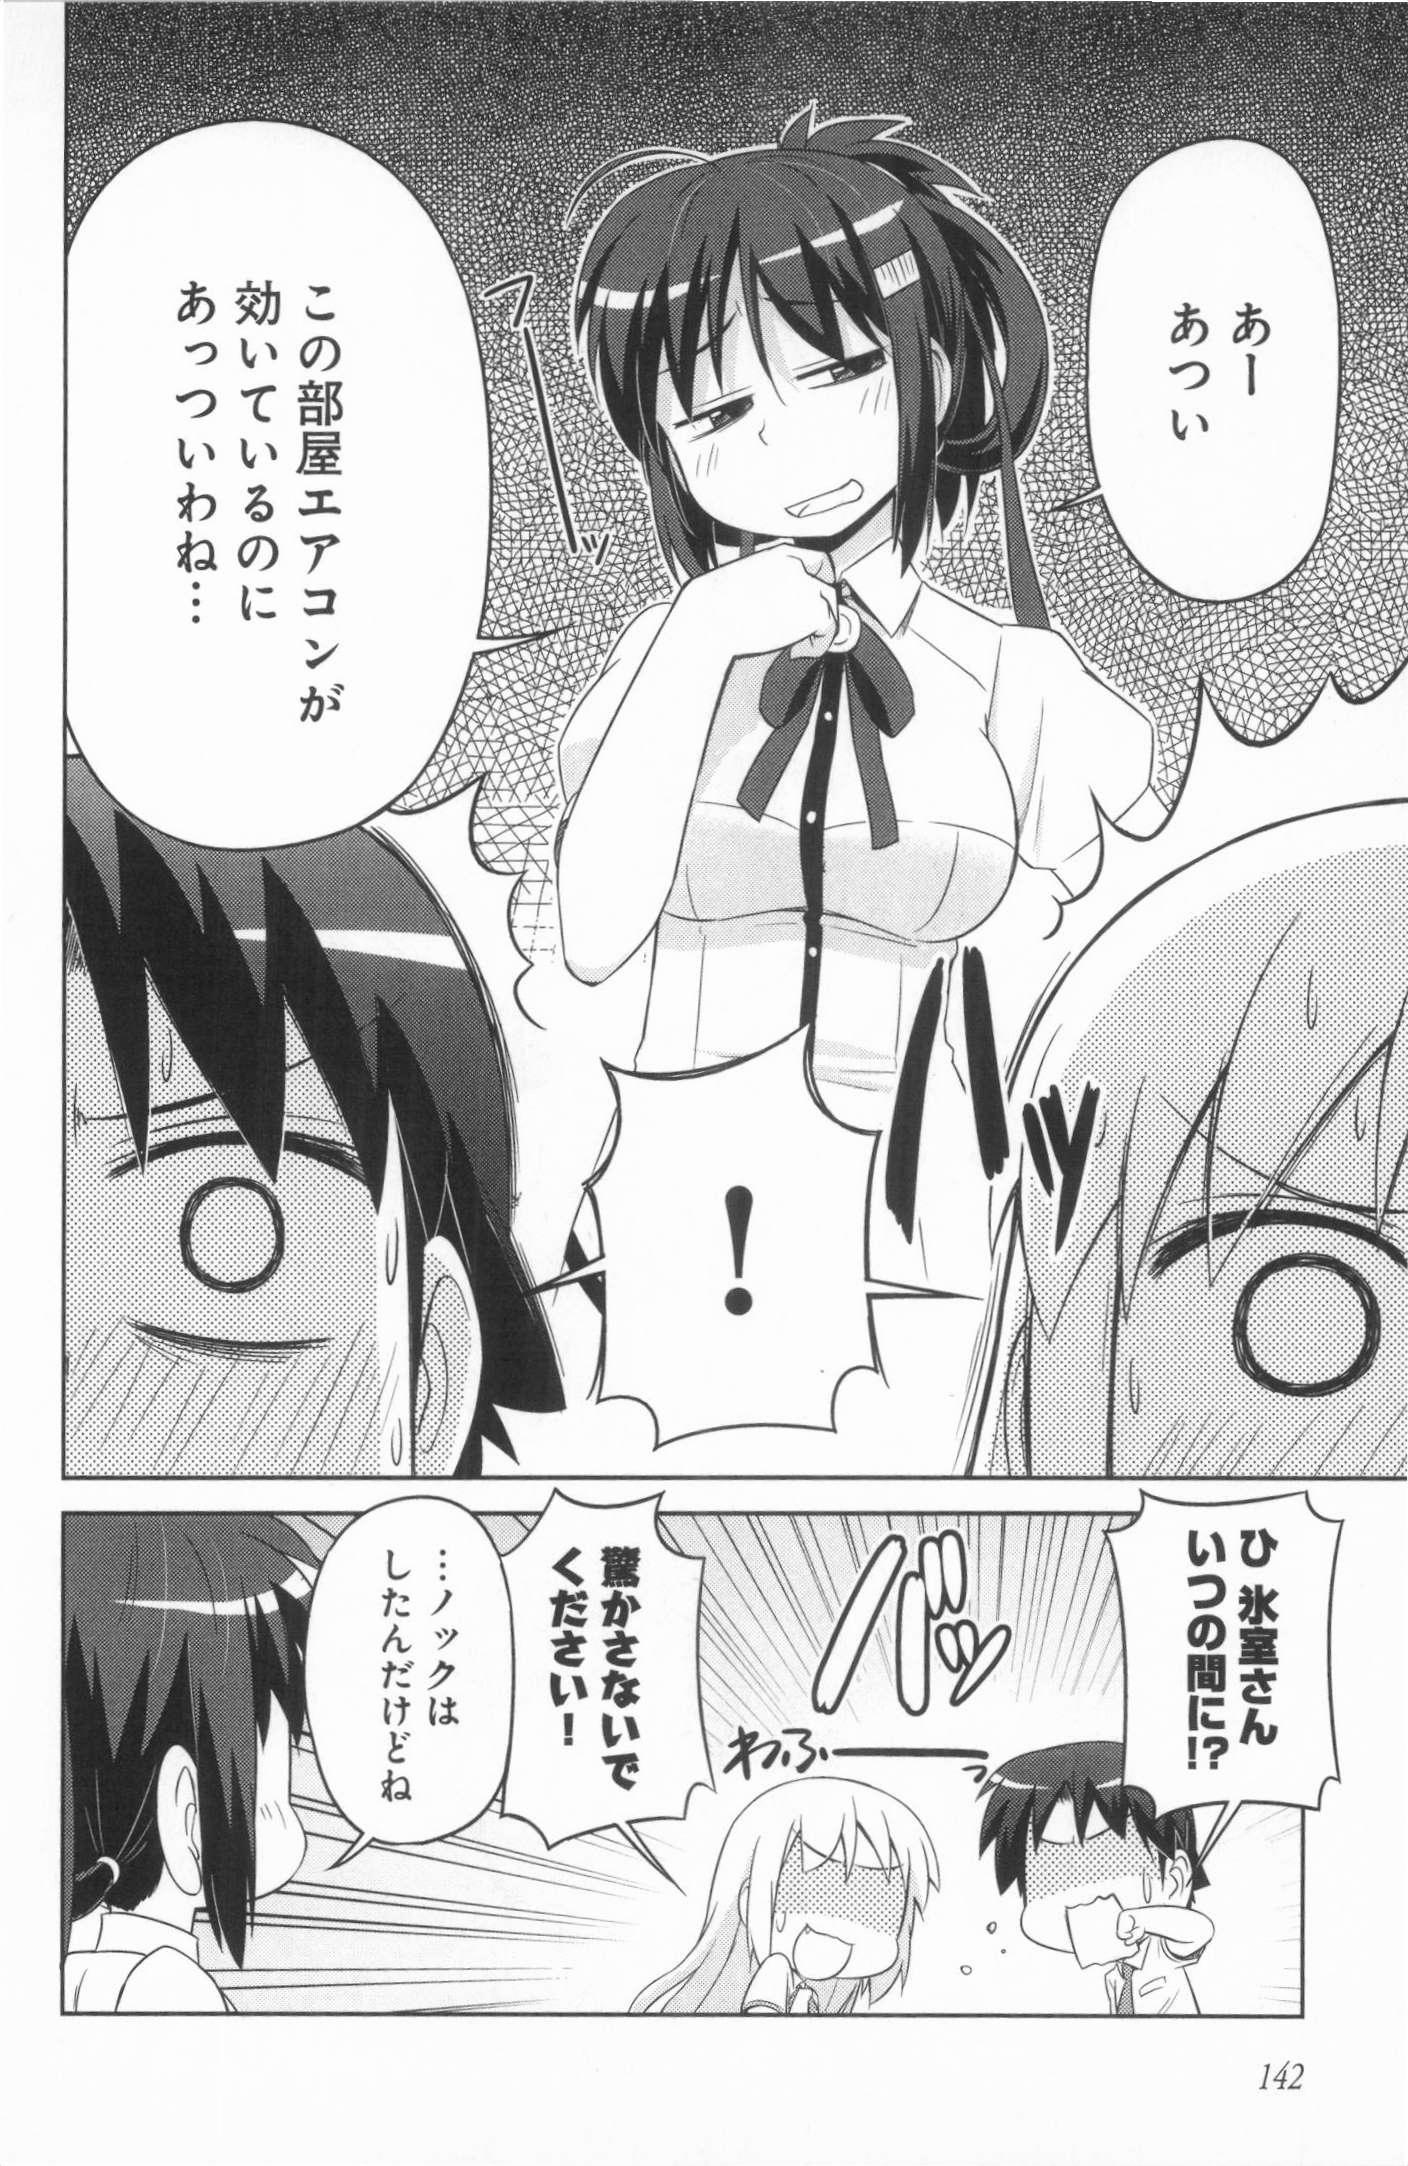 あー
あつい
フーッ
この部屋エアコンが
効いているのに
あっついわね…
！
バッ
ひ 氷室さん
いつの間に!?
バッ
わふーっ
驚かさないで
ください！
…ノックは
したんだけどね
142